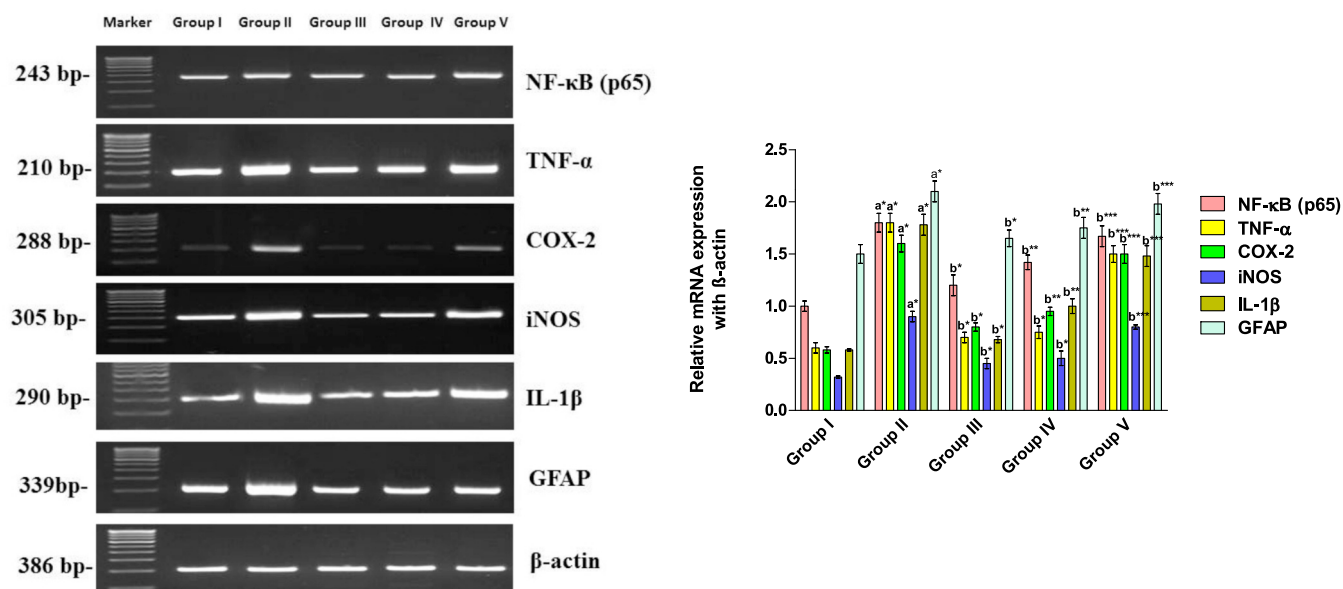 Marker Group I Group II Group III Group IV Group V
243 bp- NF-κB (p65)
210 bp- TNF-α
288 bp- COX-2
305 bp- iNOS
290 bp- IL-1β
339bp- GFAP
386 bp- β-actin
Relative mRNA expression
with ß-actin
2.5
2.0
1.5
1.0
0.5
0.0
a* a* a* a* a* a*
b* b* b* b* b* b*
b** b* b** b* b** b**
b*** b*** b*** b*** b*** b***
Group I
Group II
Group III
Group IV
Group V
NF-κB (p65)
TNF-α
COX-2
iNOS
IL-1β
GFAP